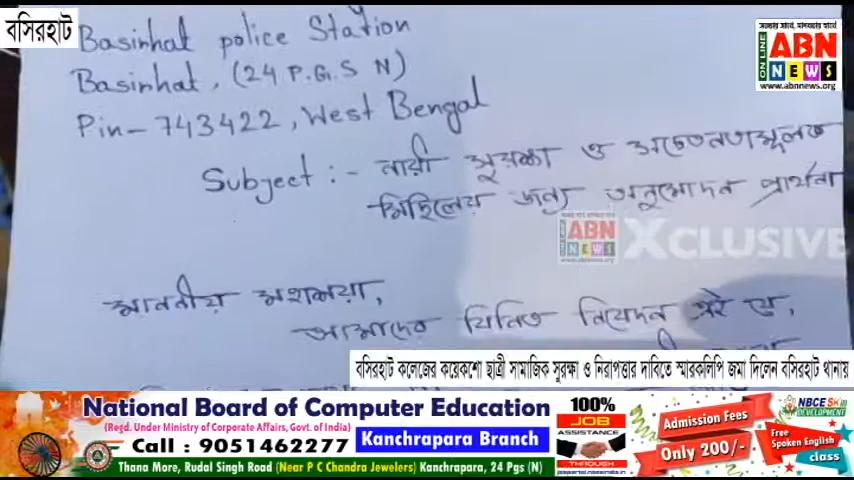 বসিরহাট
Basirhat police Station
Basirhat, (24 P.G.S N)
Pin- 743422, West Bengal
Subject :- নারী সুরক্ষা ও সচেতনতামূলক
মিছিলের জন্য অনুমোদন প্রার্থনা
মাননীয় মহাশয়া,
আমাদের বিনিত নিবেদন এই যে,
ONLINE
ABN
NEWS
www.abnnews.org
ABN
NEWS
XCLUSIVE
বসিরহাট কলেজের কয়েকশো ছাত্রী সামাজিক সুরক্ষা ও নিরাপত্তার দাবিতে স্মারকলিপি জমা দিলেন বসিরহাট থানায়
National Board of Computer Education
(Regd. Under Ministry of Corporate Affairs, Govt. of India)
Call : 9051462277
Kanchrapara Branch
Thana More, Rudal Singh Road (Near P C Chandra Jewelers) Kanchrapara, 24 Pgs (N)
100%
JOB
ASSISTANCE
THROUGH
Admission Fees
Only 200/-
NBCE SKill
DEVELOPMENT
Free
Spoken English
class